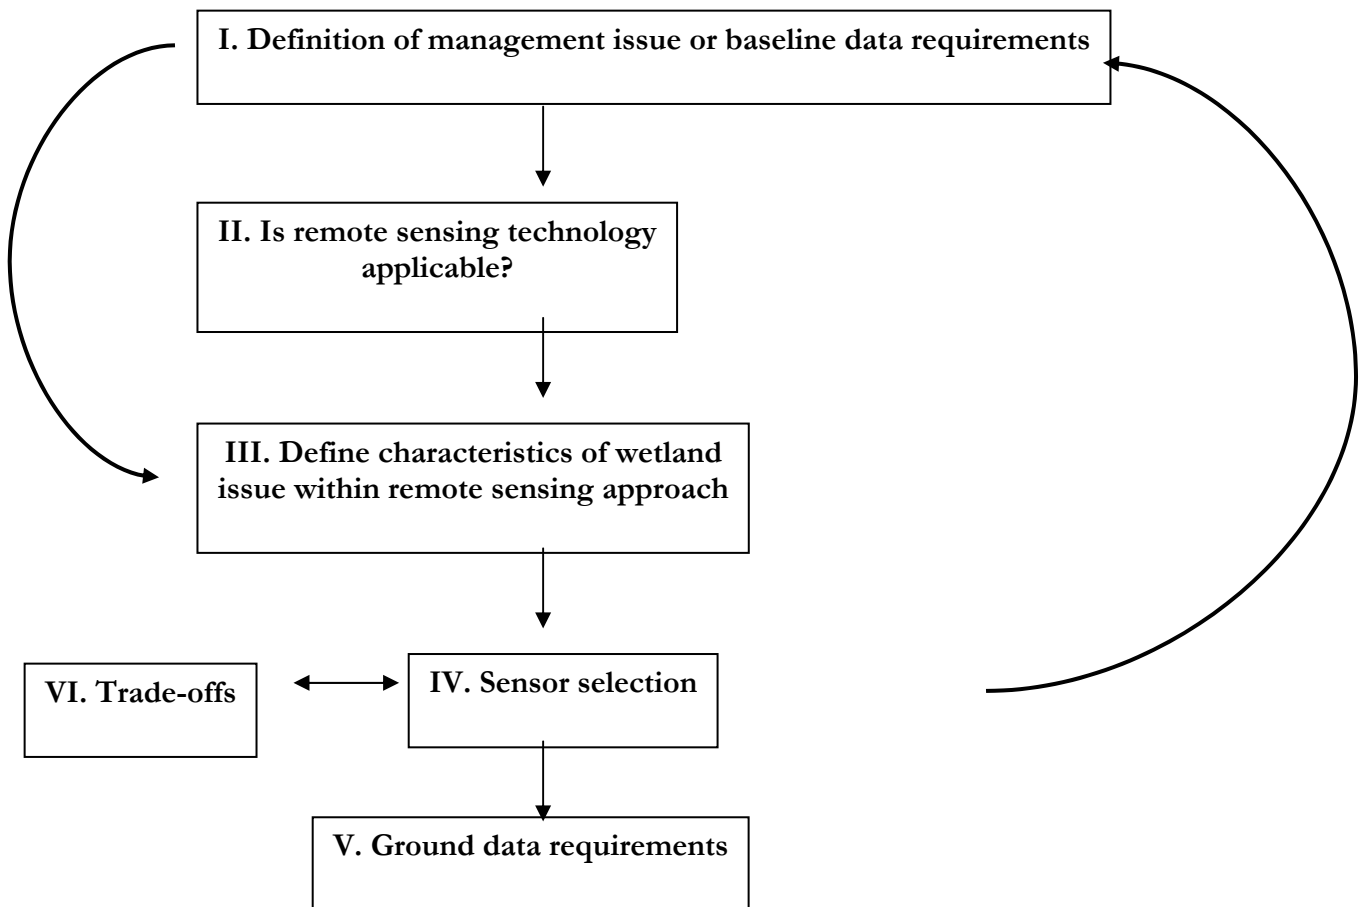 I. Definition of management issue or baseline data requirements
II. Is remote sensing technology
applicable?
III. Define characteristics of wetland
issue within remote sensing approach
VI. Trade-offs
IV. Sensor selection
V. Ground data requirements